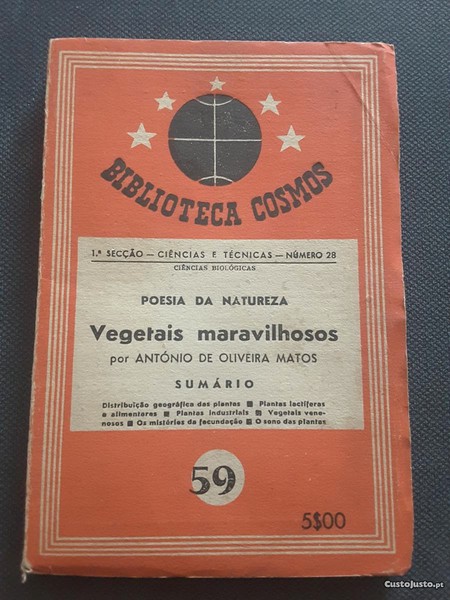 BIBLIOTECA COSMOS
1.ª SECÇÃO — CIÊNCIAS E TÉCNICAS — NÚMERO 28
CIÊNCIAS BIOLÓGICAS
POESIA DA NATUREZA
Vegetais maravilhosos
por ANTÓNIO DE OLIVEIRA MATOS
SUMÁRIO
Distribuição geográfica das plantas ■ Plantas lactíferas
e alimentares ■ Plantas industriais ■ Vegetais vene-
nosos ■ Os mistérios da fecundação ■ O sono das plantas
59
5$00
CustoJusto.pt